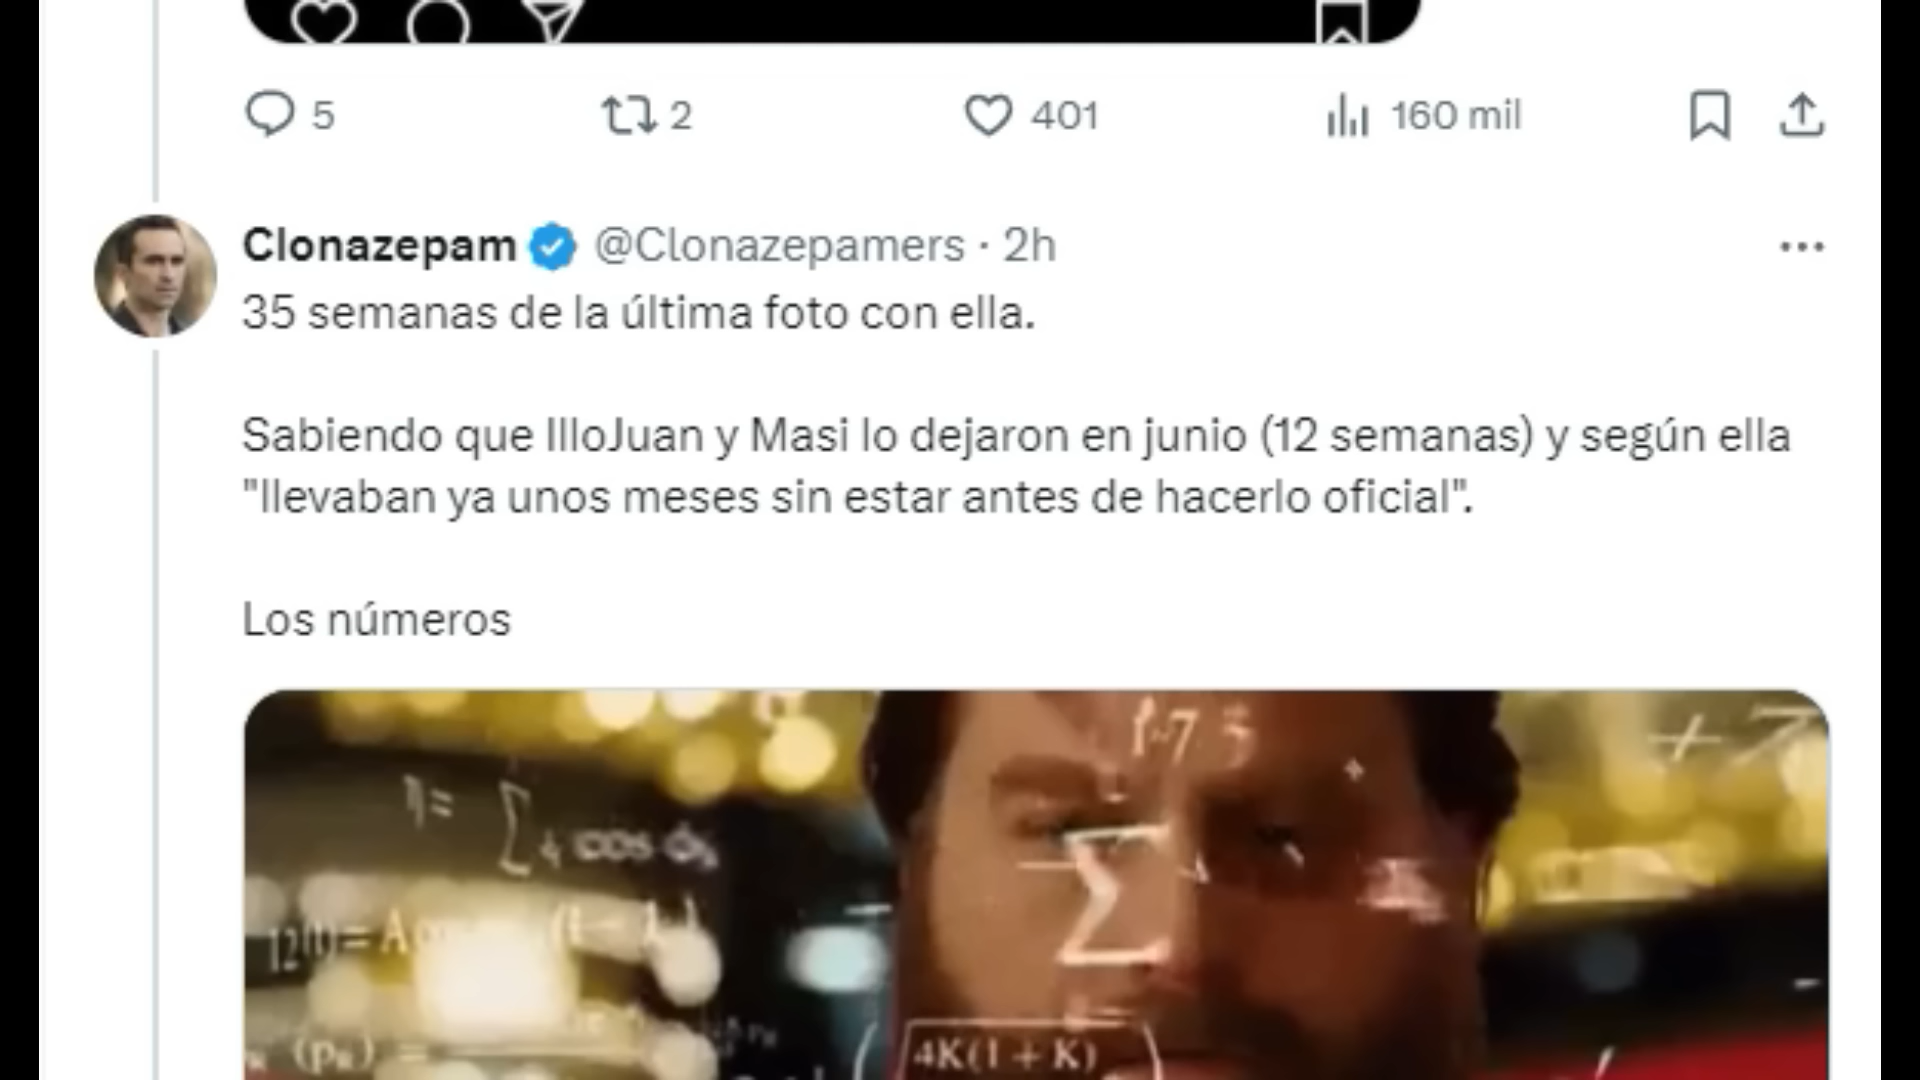 5 2 401 160 mil
Clonazepam @Clonazepamers · 2h
35 semanas de la última foto con ella.
Sabiendo que IlloJuan y Masi lo dejaron en junio (12 semanas) y según ella
"llevaban ya unos meses sin estar antes de hacerlo oficial".
Los números
Σ
4K(1 + K)